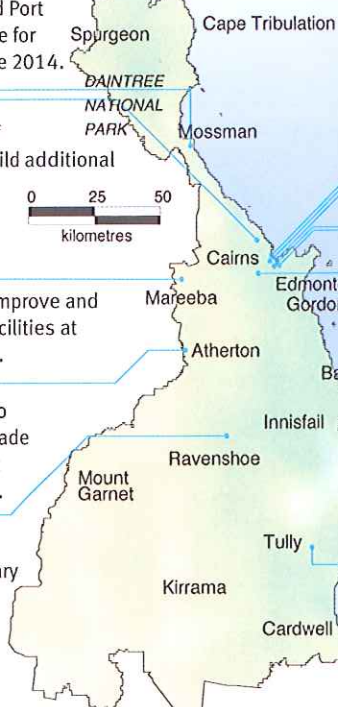 d Port
e for
e 2014.
ild additional
mprove and
cilities at
.
o
ade
.
ary
Spurgeon
Cape Tribulation
DAINTREE
NATIONAL
PARK
Mossman
0 25 50
kilometres
Cairns
Edmont
Gordo
Mareeba
Atherton
Ba
Innisfail
Ravenshoe
Mount
Garnet
Tully
Kirrama
Cardwell